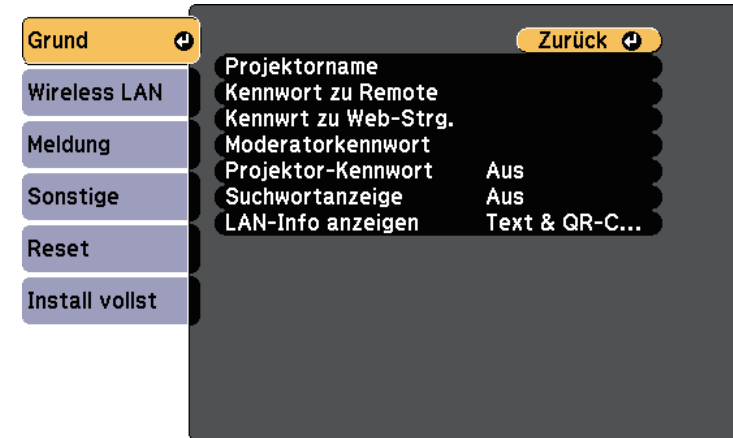 Grund
Wireless LAN
Meldung
Sonstige
Reset
Install vollst
Zurück
Projektorname
Kennwort zu Remote
Kennwrt zu Web-Strg.
Moderatorkennwort
Projektor-Kennwort Aus
Suchwortanzeige Aus
LAN-Info anzeigen Text & QR-C...